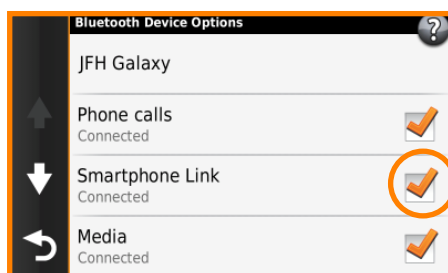 Bluetooth Device Options
?
JFH Galaxy
Phone calls
Connected
Smartphone Link
Connected
Media
Connected